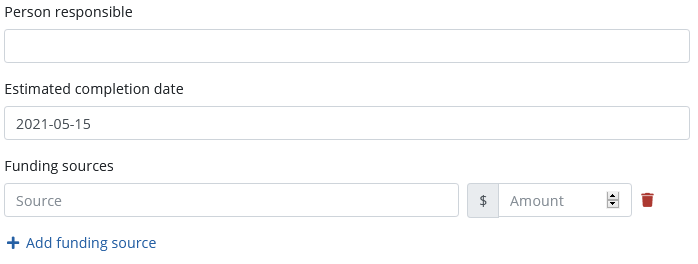 Person responsible
Estimated completion date
2021-05-15
Funding sources
Source $ Amount
Add funding source